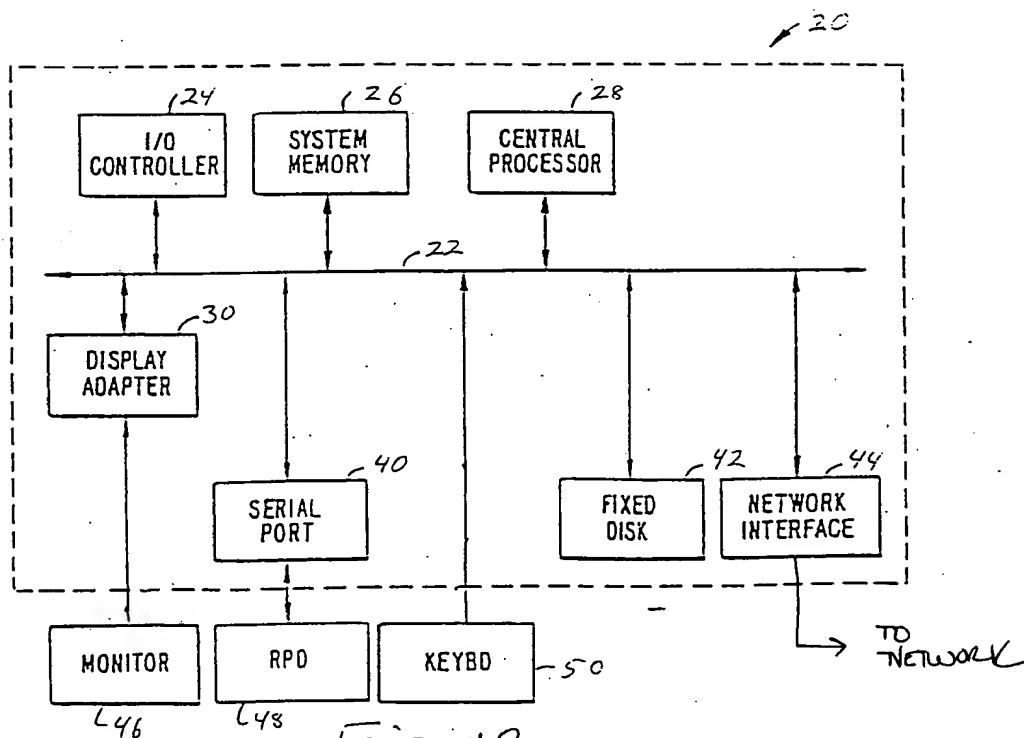 20
24
26
28
I/O
CONTROLLER
SYSTEM
MEMORY
CENTRAL
PROCESSOR
22
30
DISPLAY
ADAPTER
40
42
44
SERIAL
PORT
FIXED
DISK
NETWORK
INTERFACE
MONITOR
RPD
KEYBD
50
TO
NETWORK
46
48